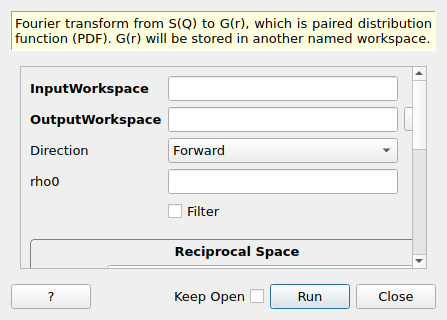 Fourier transform from S(Q) to G(r), which is paired distribution
function (PDF). G(r) will be stored in another named workspace.
InputWorkspace
OutputWorkspace
Direction Forward
rho0
Filter
Reciprocal Space
? Keep Open Run Close